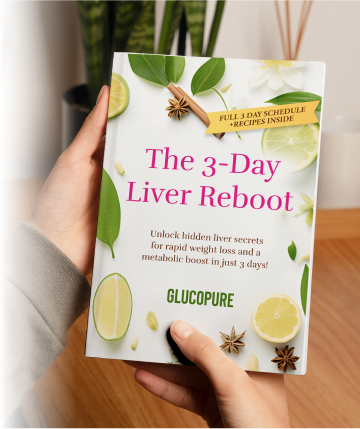 FULL 3 DAY SCHEDULE
+RECIPES INSIDE
The 3-Day
Liver Reboot
Unlock hidden liver secrets
for rapid weight loss and a
metabolic boost in just 3 days!
GLUCOPURE